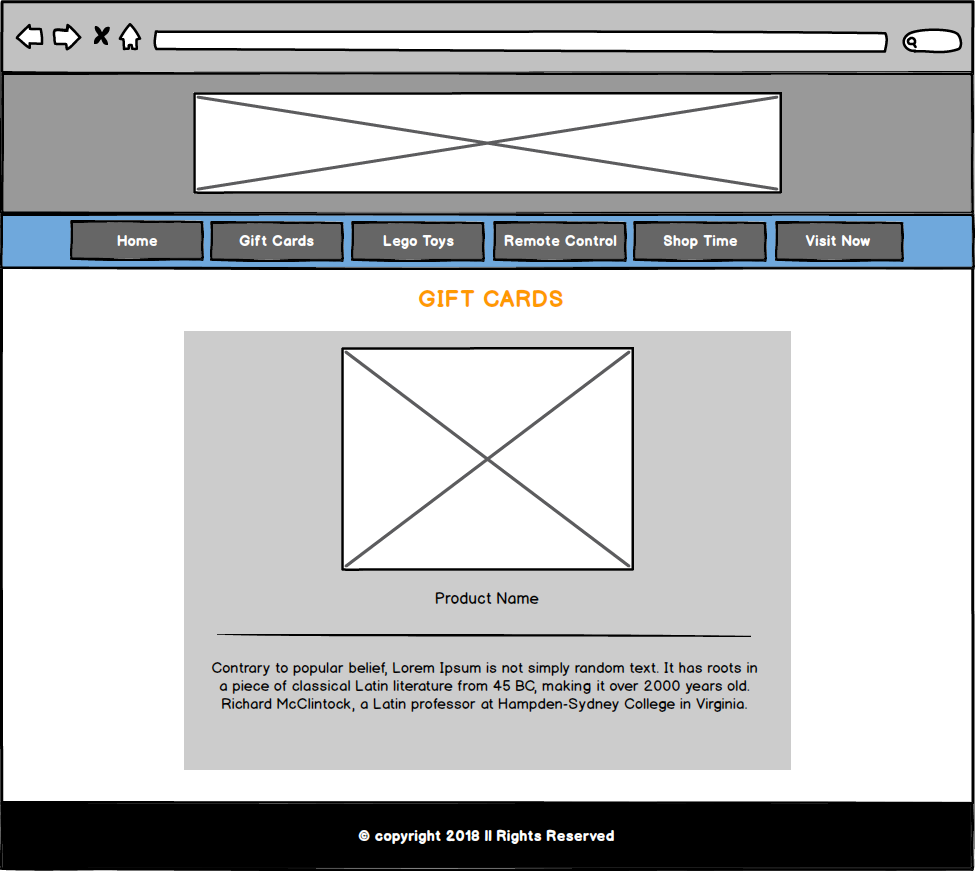 Home Gift Cards Lego Toys Remote Control Shop Time Visit Now
GIFT CARDS
Product Name
Contrary to popular belief, Lorem Ipsum is not simply random text. It has roots in
a piece of classical Latin literature from 45 BC, making it over 2000 years old.
Richard McClintock, a Latin professor at Hampden-Sydney College in Virginia.
© copyright 2018 ll Rights Reserved